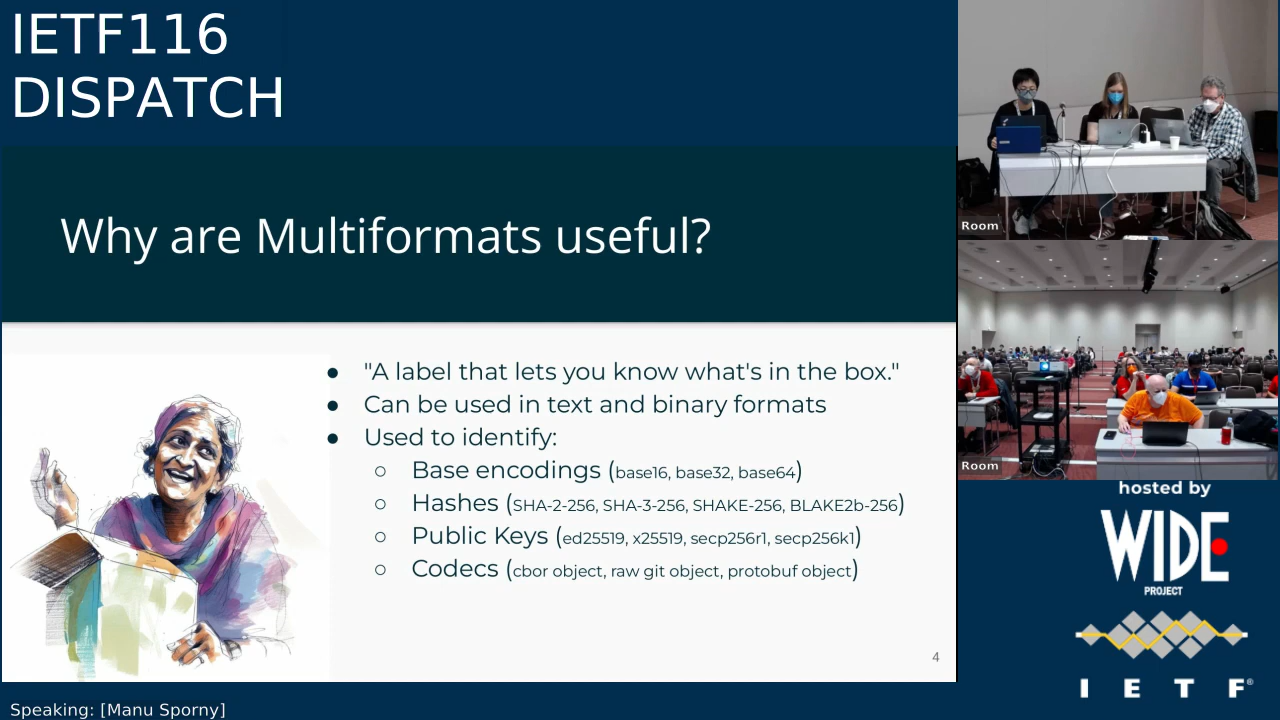 IETF116
DISPATCH
Why are Multiformats useful?
● "A label that lets you know what's in the box."
● Can be used in text and binary formats
● Used to identify:
○ Base encodings (base16, base32, base64)
○ Hashes (SHA-2-256, SHA-3-256, SHAKE-256, BLAKE2b-256)
○ Public Keys (ed25519, x25519, secp256r1, secp256k1)
○ Codecs (cbor object, raw git object, protobuf object)
4
Speaking: [Manu Sporny]
Room
Room
hosted by
WIDE
PROJECT
I E T F®